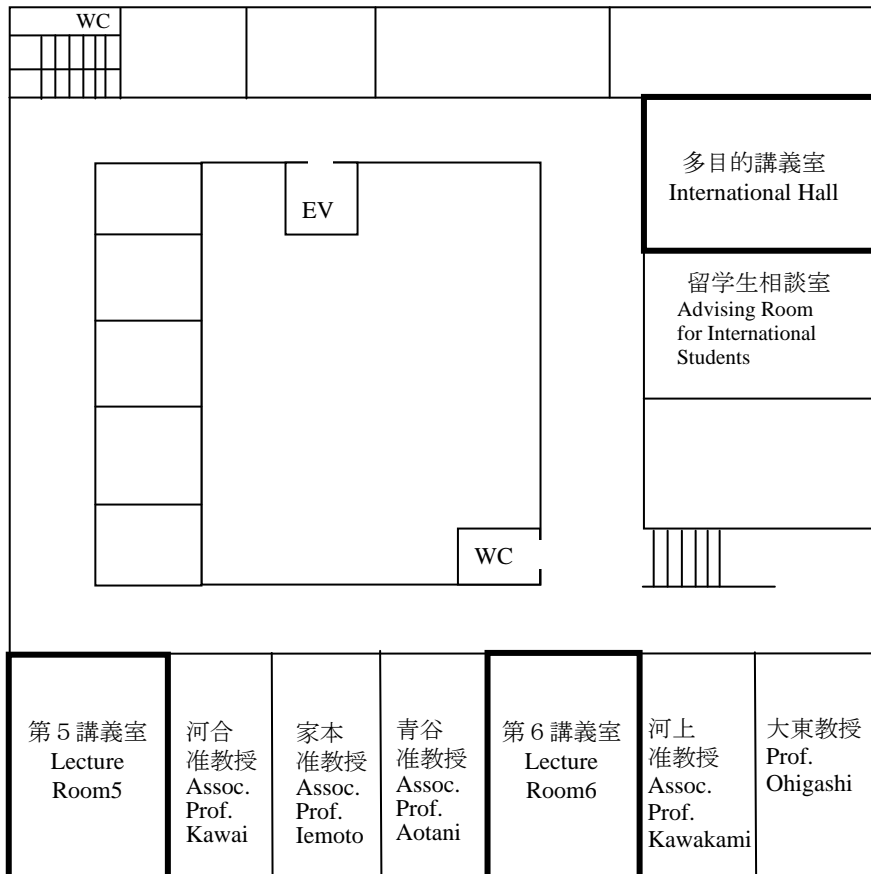 WC
多目的講義室
International Hall
EV
留学生相談室
Advising Room
for International
Students
WC
第５講義室
Lecture
Room5
河合
准教授
Assoc.
Prof.
Kawai
家本
准教授
Assoc.
Prof.
Iemoto
青谷
准教授
Assoc.
Prof.
Aotani
第６講義室
Lecture
Room6
河上
准教授
Assoc.
Prof.
Kawakami
大東教授
Prof.
Ohigashi